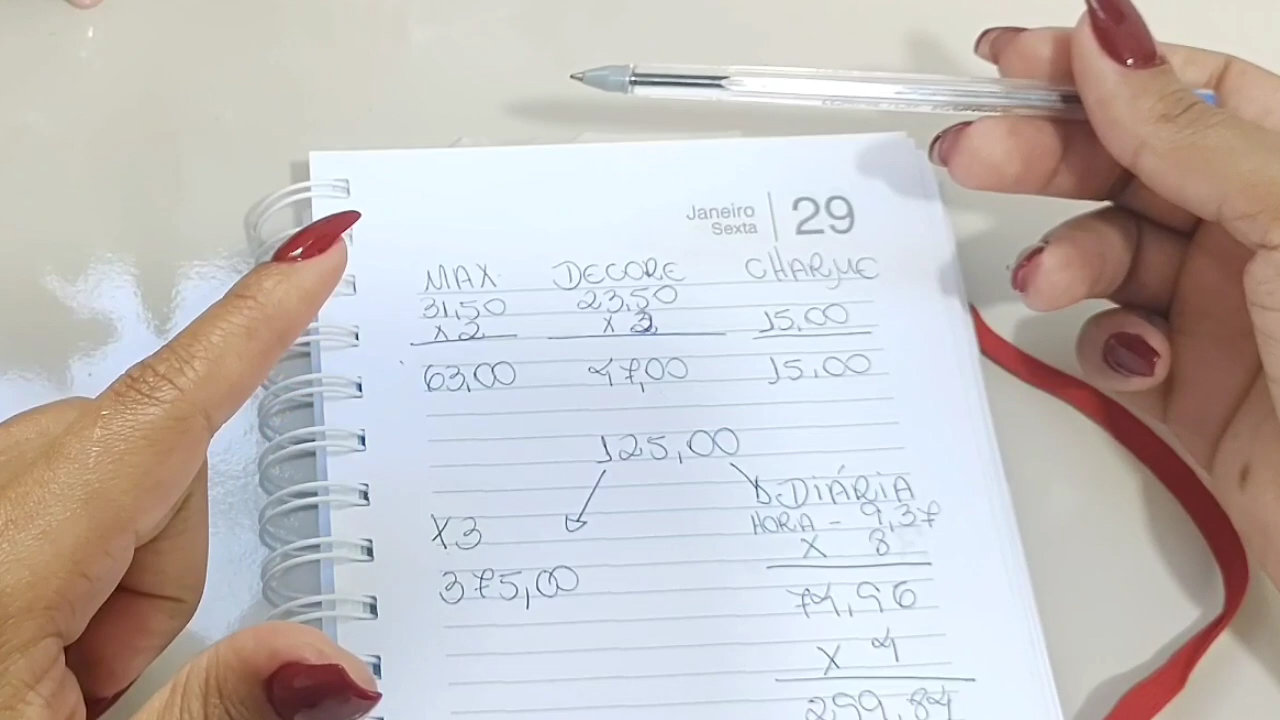 Janeiro
Sexta
29
MAX DECORE CHARME
31,50 23,50 15,00
x2 x 2
63,00 47,00 15,00
125,00
D.DIÁRIA
HORA - 9,37
x 8
X3
375,00
74,96
x 4
299,84